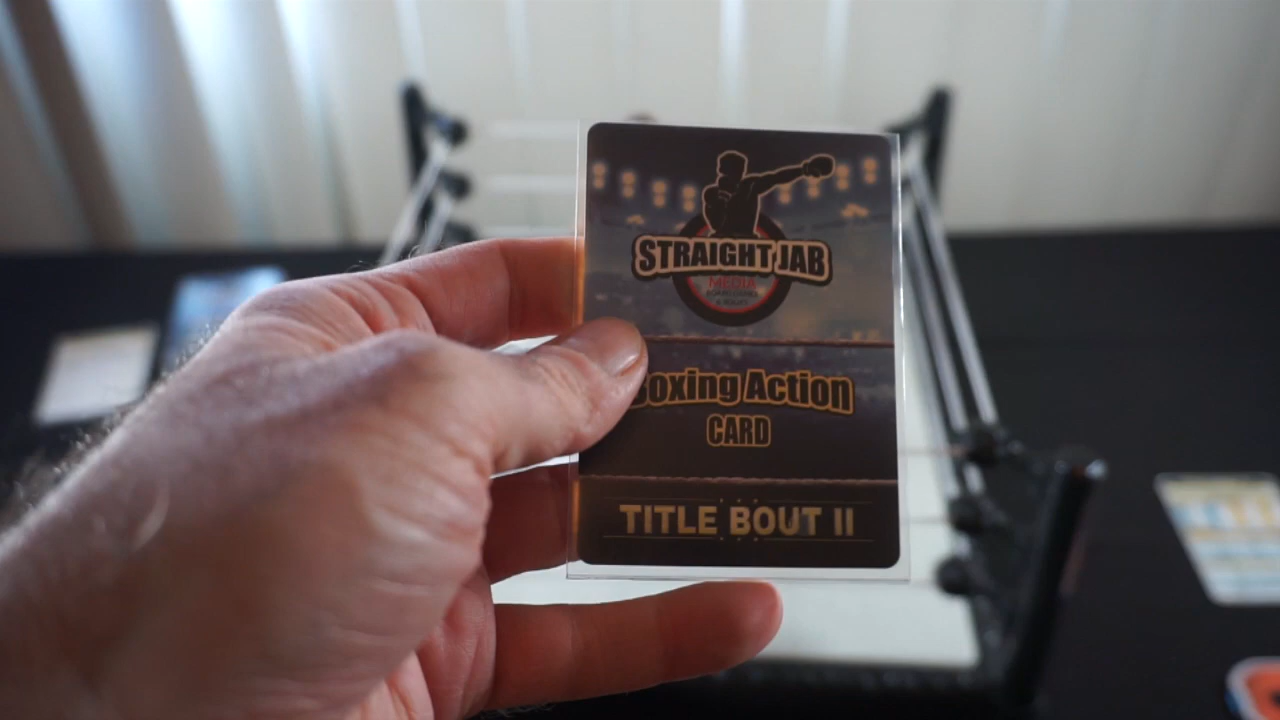 STRAIGHT JAB
MEDIA
Boxing Action
CARD
TITLE BOUT II